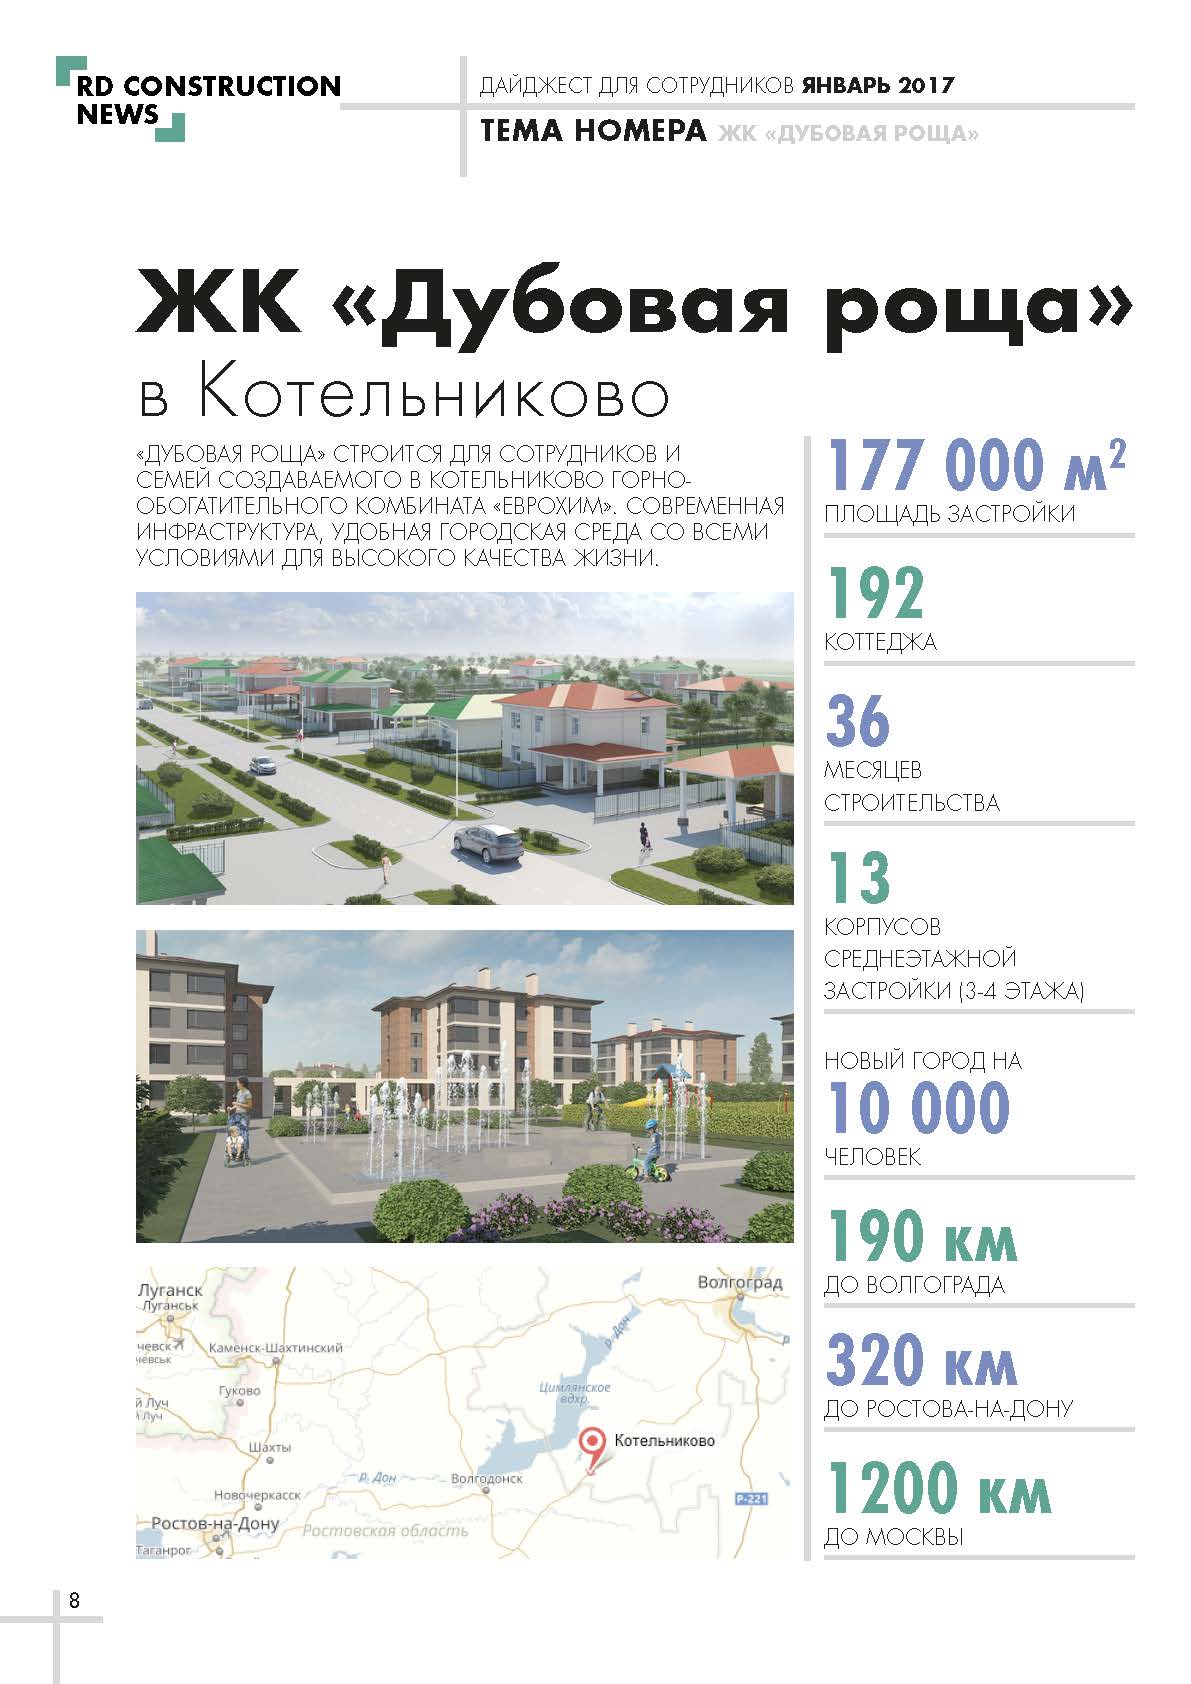 RD CONSTRUCTION
NEWS
ДАЙДЖЕСТ ДЛЯ СОТРУДНИКОВ ЯНВАРЬ 2017
ТЕМА НОМЕРА ЖК «ДУБОВАЯ РОЩА»
ЖК «Дубовая роща»
в Котельниково
«ДУБОВАЯ РОЩА» СТРОИТСЯ ДЛЯ СОТРУДНИКОВ И
СЕМЕЙ СОЗДАВАЕМОГО В КОТЕЛЬНИКОВО ГОРНО-
ОБОГАТИТЕЛЬНОГО КОМБИНАТА «ЕВРОХИМ». СОВРЕМЕННАЯ
ИНФРАСТРУКТУРА, УДОБНАЯ ГОРОДСКАЯ СРЕДА СО ВСЕМИ
УСЛОВИЯМИ ДЛЯ ВЫСОКОГО КАЧЕСТВА ЖИЗНИ.
177 000 м²
ПЛОЩАДЬ ЗАСТРОЙКИ
192
КОТТЕДЖА
36
МЕСЯЦЕВ
СТРОИТЕЛЬСТВА
13
КОРПУСОВ
СРЕДНЕЭТАЖНОЙ
ЗАСТРОЙКИ (3-4 ЭТАЖА)
НОВЫЙ ГОРОД НА
10 000
ЧЕЛОВЕК
190 км
ДО ВОЛГОГРАДА
320 км
ДО РОСТОВА-НА-ДОНУ
1200 км
ДО МОСКВЫ
Луганск
Луганськ
Волгоград
чевск
чевськ
Каменск-Шахтинский
р. Дон
Гуково
Цимлянское
вдхр.
й Луч
й Луч
Котельниково
Шахты
р. Дон
Волгодонск
Новочеркасск
Р-221
Ростов-на-Дону
Ростовская область
Таганрог
8